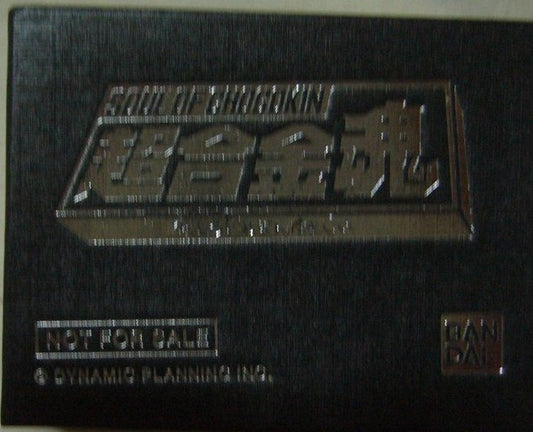 SOUL OF CHOGOKIN
超合金魂
NOT FOR SALE
© DYNAMIC PLANNING INC.
BAN
DAI